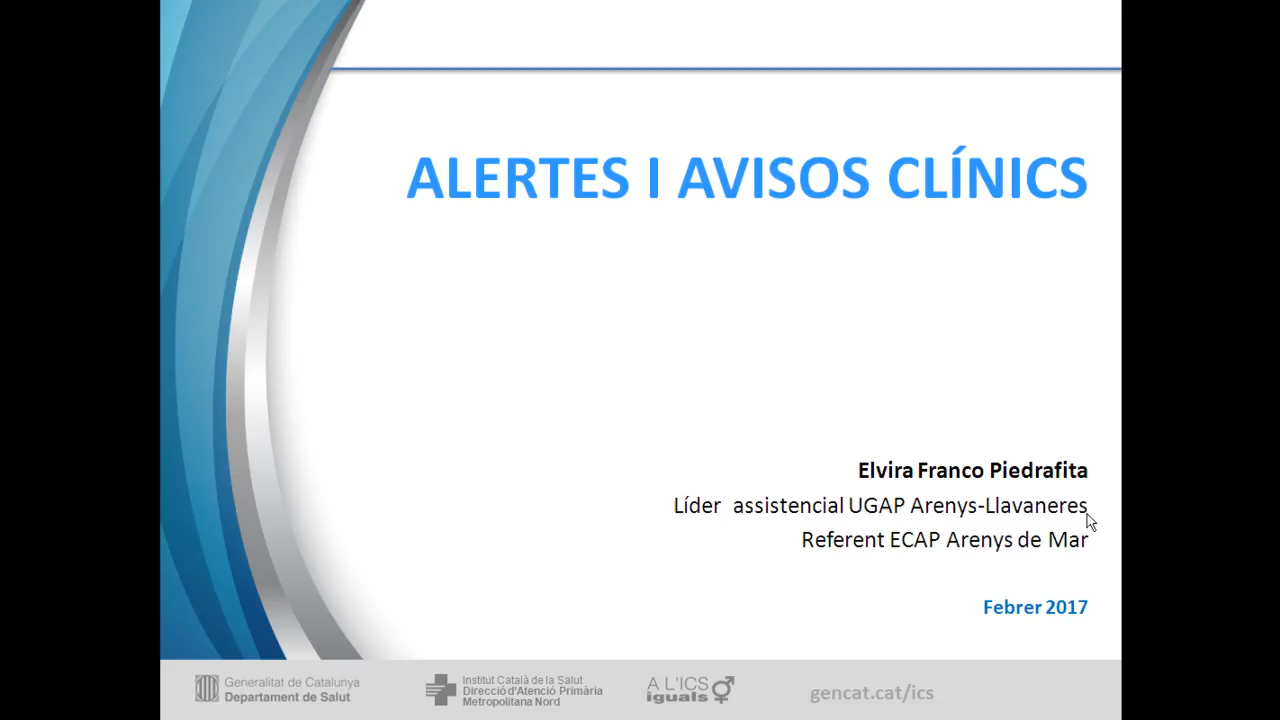 ALERTES I AVISOS CLÍNICS
Elvira Franco Piedrafita
Líder assistencial UGAP Arenys-Llavaneres
Referent ECAP Arenys de Mar
Febrer 2017
Generalitat de Catalunya
Departament de Salut
Institut Català de la Salut
Direcció d'Atenció Primària
Metropolitana Nord
A L'ICS
iguals
gencat.cat/ics